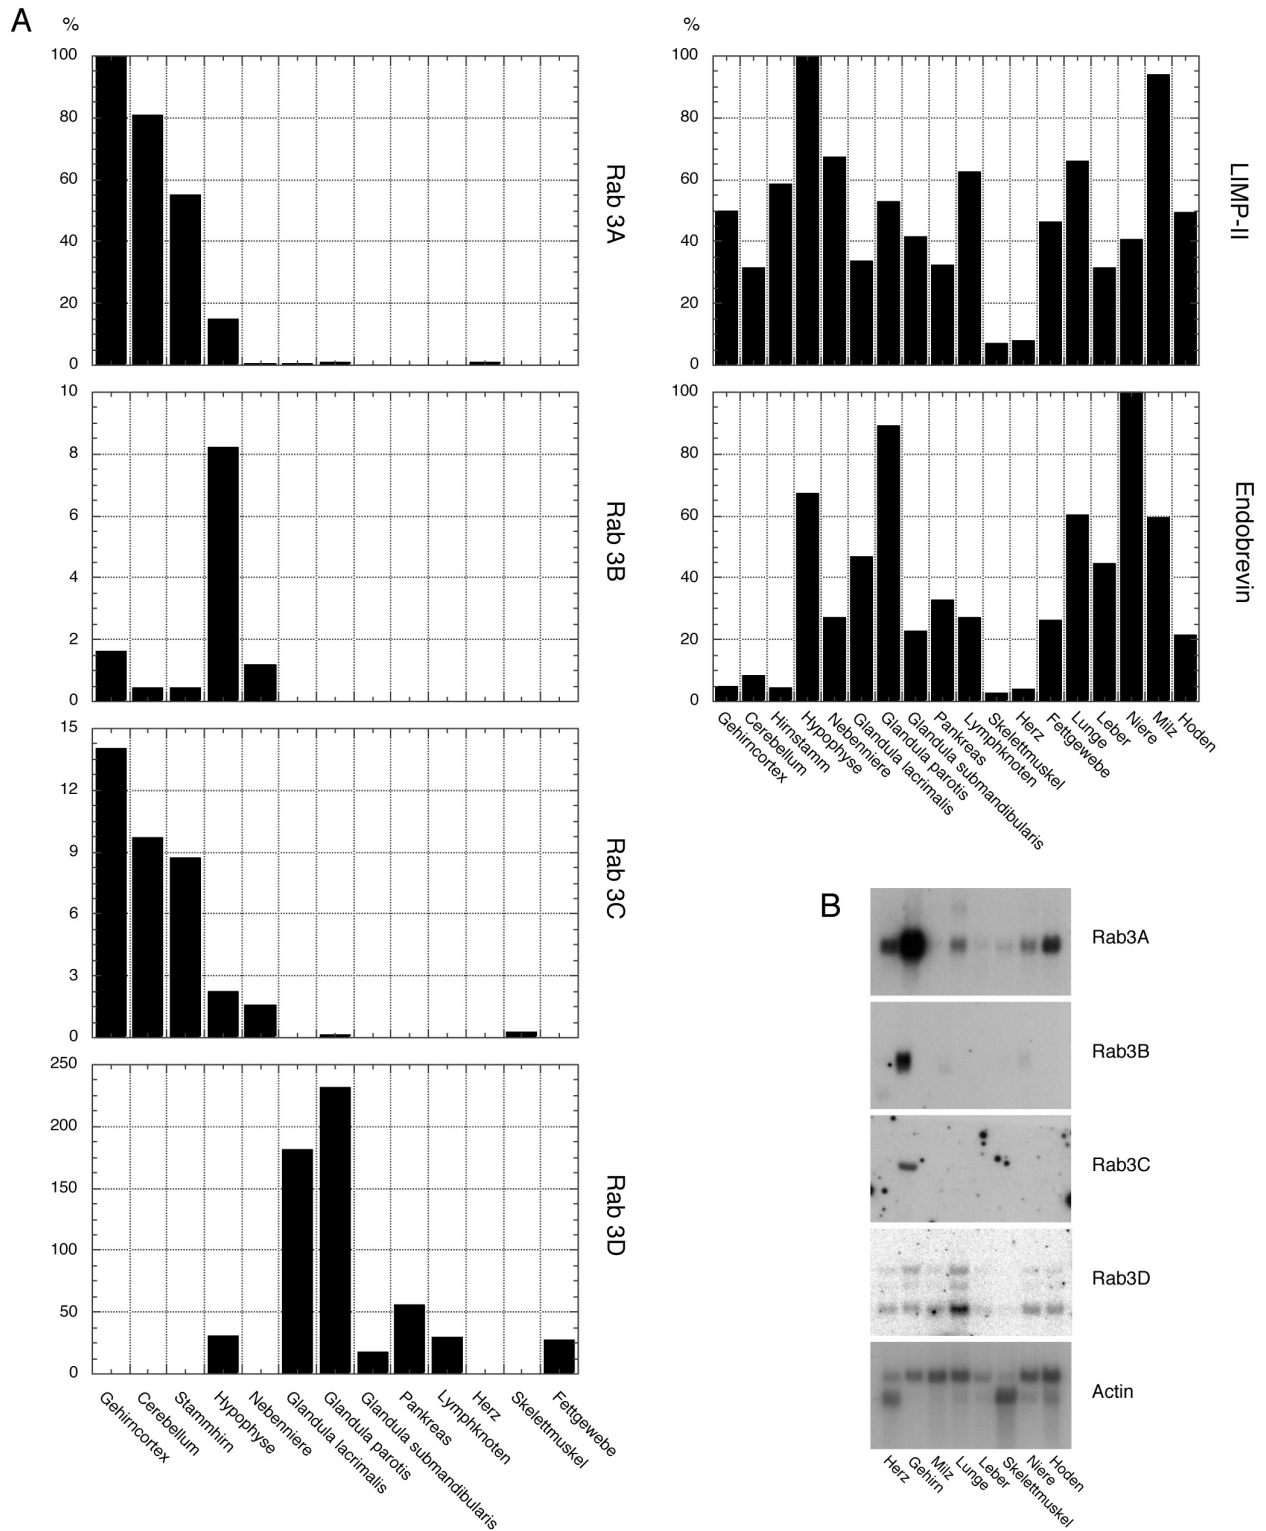 A
%
100
80
60
40
20
0
Rab 3A
10
8
6
4
2
0
Rab 3B
15
12
9
6
3
0
Rab 3C
250
200
150
100
50
0
Rab 3D
Gehirncortex
Cerebellum
Stammhirn
Hypophyse
Nebenniere
Glandula lacrimalis
Glandula parotis
Glandula submandibularis
Pankreas
Lymphknoten
Herz
Skelettmuskel
Fettgewebe
%
100
80
60
40
20
0
LIMP-II
100
80
60
40
20
0
Endobrevin
Gehirncortex
Cerebellum
Hirnstamm
Hypophyse
Nebenniere
Glandula lacrimalis
Glandula parotis
Glandula submandibularis
Pankreas
Lymphknoten
Skelettmuskel
Herz
Fettgewebe
Lunge
Leber
Niere
Milz
Hoden
B
Rab3A
Rab3B
Rab3C
Rab3D
Actin
Herz
Gehirn
Milz
Lunge
Leber
Skelettmuskel
Niere
Hoden